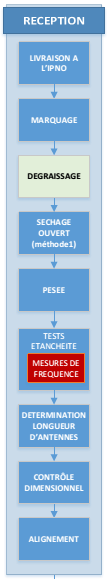 RECEPTION
LIVRAISON A
L'IPNO
MARQUAGE
DEGRAISSAGE
SECHAGE
OUVERT
(méthode1)
PESEE
TESTS
ETANCHEITE
MESURES DE
FREQUENCE
DETERMINATION
LONGUEUR
D'ANTENNES
CONTRÔLE
DIMENSIONNEL
ALIGNEMENT